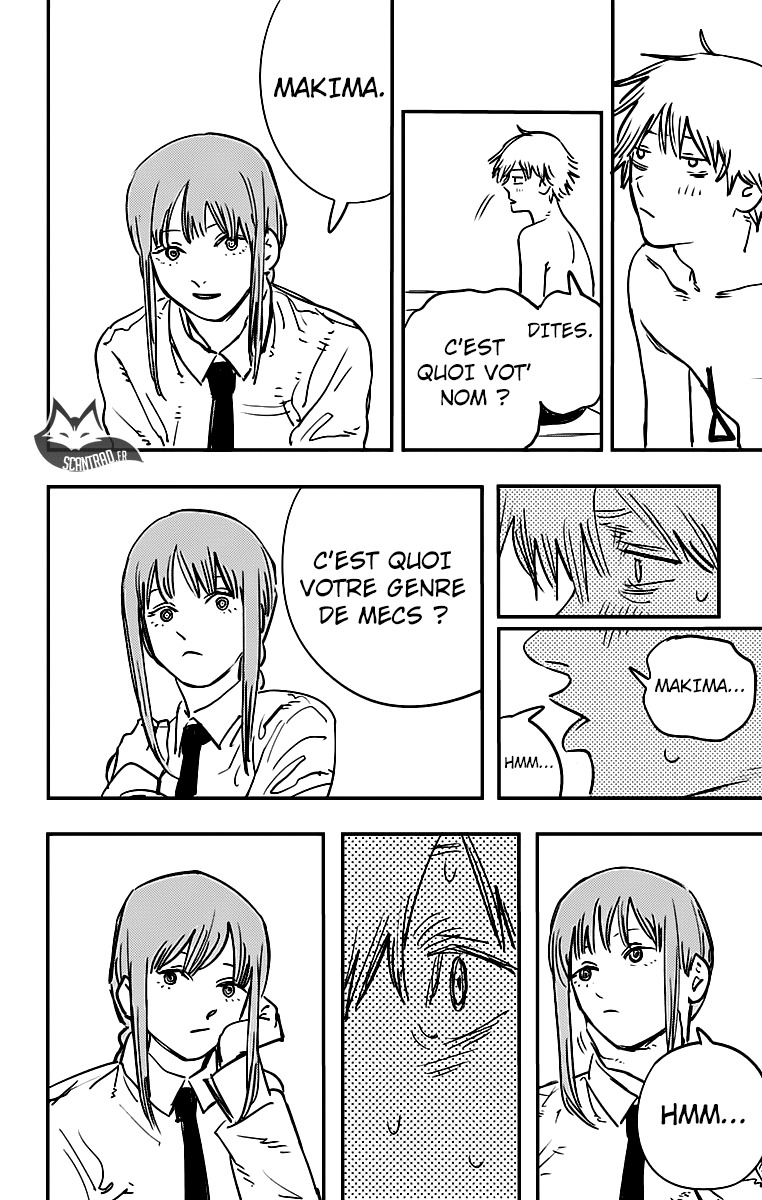 DITES.
C'EST
QUOI VOT'
NOM ?
MAKIMA.
SCANTRAD.FR
HMM...
MAKIMA...
C'EST QUOI
VOTRE GENRE
DE MECS ?
HMM...